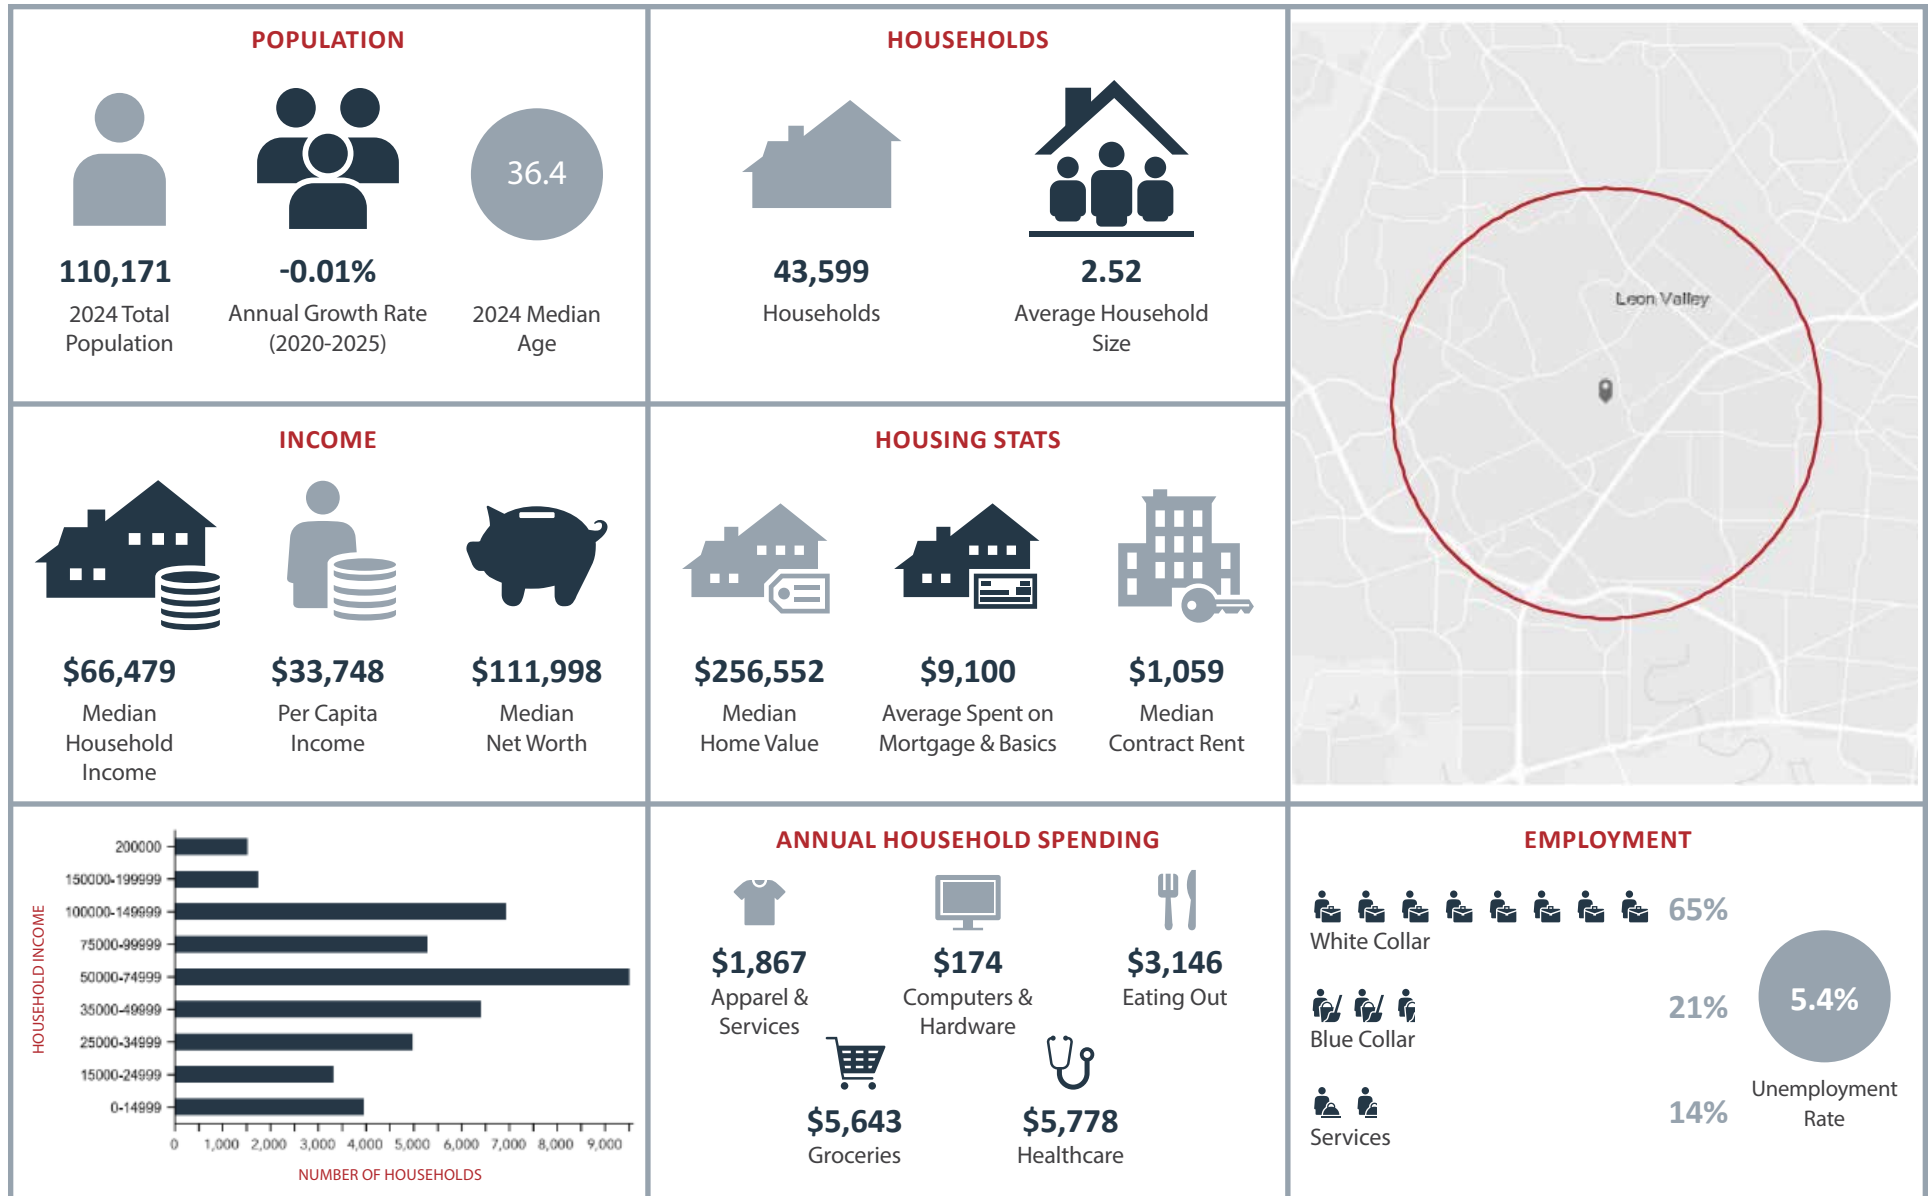 POPULATION
36.4
110,171
2024 Total
Population
-0.01%
Annual Growth Rate
(2020-2025)
2024 Median
Age
HOUSEHOLDS
43,599
Households
2.52
Average Household
Size
Leon Valley
INCOME
$66,479
Median
Household
Income
$33,748
Per Capita
Income
$111,998
Median
Net Worth
HOUSING STATS
$256,552
Median
Home Value
$9,100
Average Spent on
Mortgage & Basics
$1,059
Median
Contract Rent
HOUSEHOLD INCOME
200000
150000-199999
100000-149999
75000-99999
50000-74999
35000-49999
25000-34999
15000-24999
0-14999
0 1,000 2,000 3,000 4,000 5,000 6,000 7,000 8,000 9,000
NUMBER OF HOUSEHOLDS
ANNUAL HOUSEHOLD SPENDING
$1,867
Apparel &
Services
$174
Computers &
Hardware
$3,146
Eating Out
$5,643
Groceries
$5,778
Healthcare
EMPLOYMENT
65%
White Collar
21%
Blue Collar
14%
Services
5.4%
Unemployment
Rate